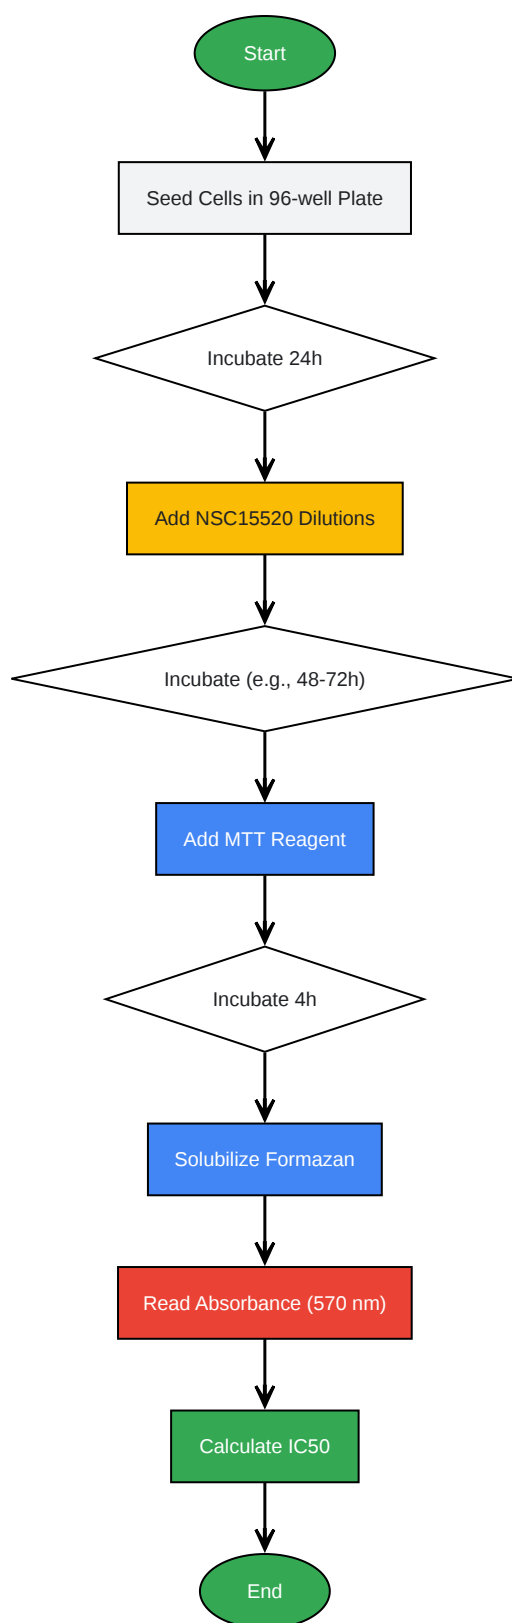 Start
Seed Cells in 96-well Plate
Incubate 24h
Add NSC15520 Dilutions
Incubate (e.g., 48-72h)
Add MTT Reagent
Incubate 4h
Solubilize Formazan
Read Absorbance (570 nm)
Calculate IC50
End